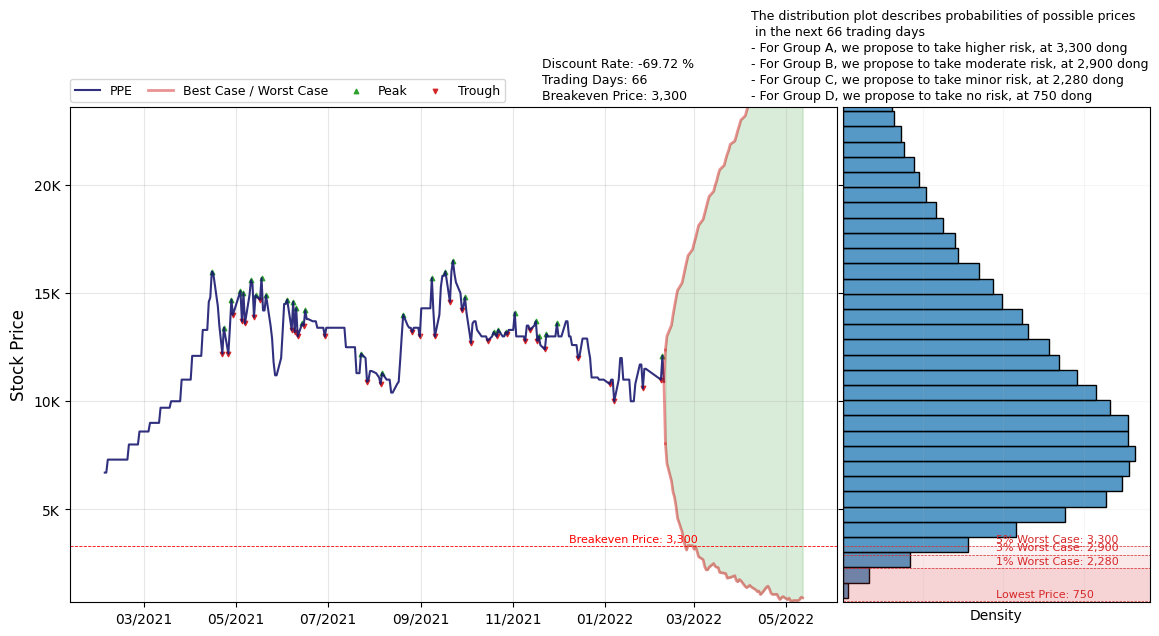 The distribution plot describes probabilities of possible prices
in the next 66 trading days
- For Group A, we propose to take higher risk, at 3,300 dong
- For Group B, we propose to take moderate risk, at 2,900 dong
- For Group C, we propose to take minor risk, at 2,280 dong
- For Group D, we propose to take no risk, at 750 dong
Discount Rate: -69.72 %
Trading Days: 66
Breakeven Price: 3,300
PPE
Best Case / Worst Case
Peak
Trough
Stock Price
20K
15K
10K
5K
Breakeven Price: 3,300
5% Worst Case: 3,300
3% Worst Case: 2,900
1% Worst Case: 2,280
Lowest Price: 750
03/2021
05/2021
07/2021
09/2021
11/2021
01/2022
03/2022
05/2022
Density